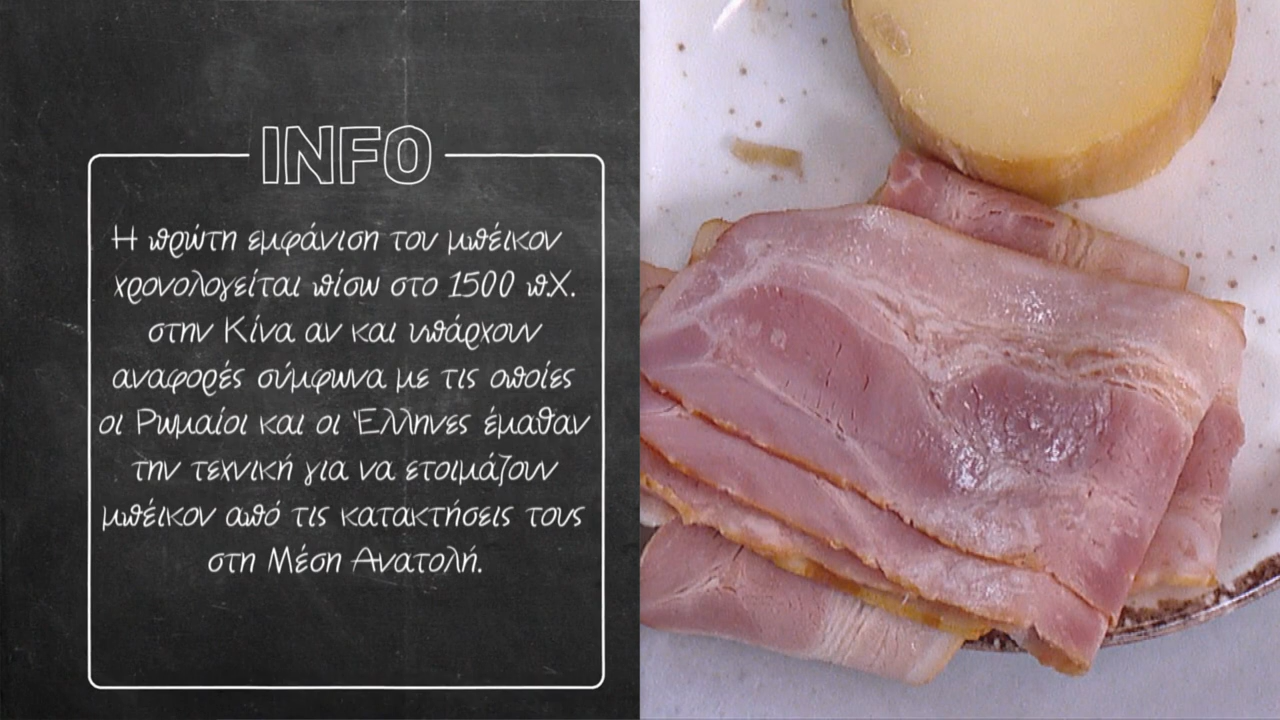 INFO
Η πρώτη εμφάνιση του μπέικον
χρονολογείται πίσω στο 1500 π.Χ.
στην Κίνα αν και υπάρχουν
αναφορές σύμφωνα με τις οποίες
οι Ρωμαίοι και οι Έλληνες έμαθαν
την τεχνική για να ετοιμάζουν
μπέικον από τις κατακτήσεις τους
στη Μέση Ανατολή.